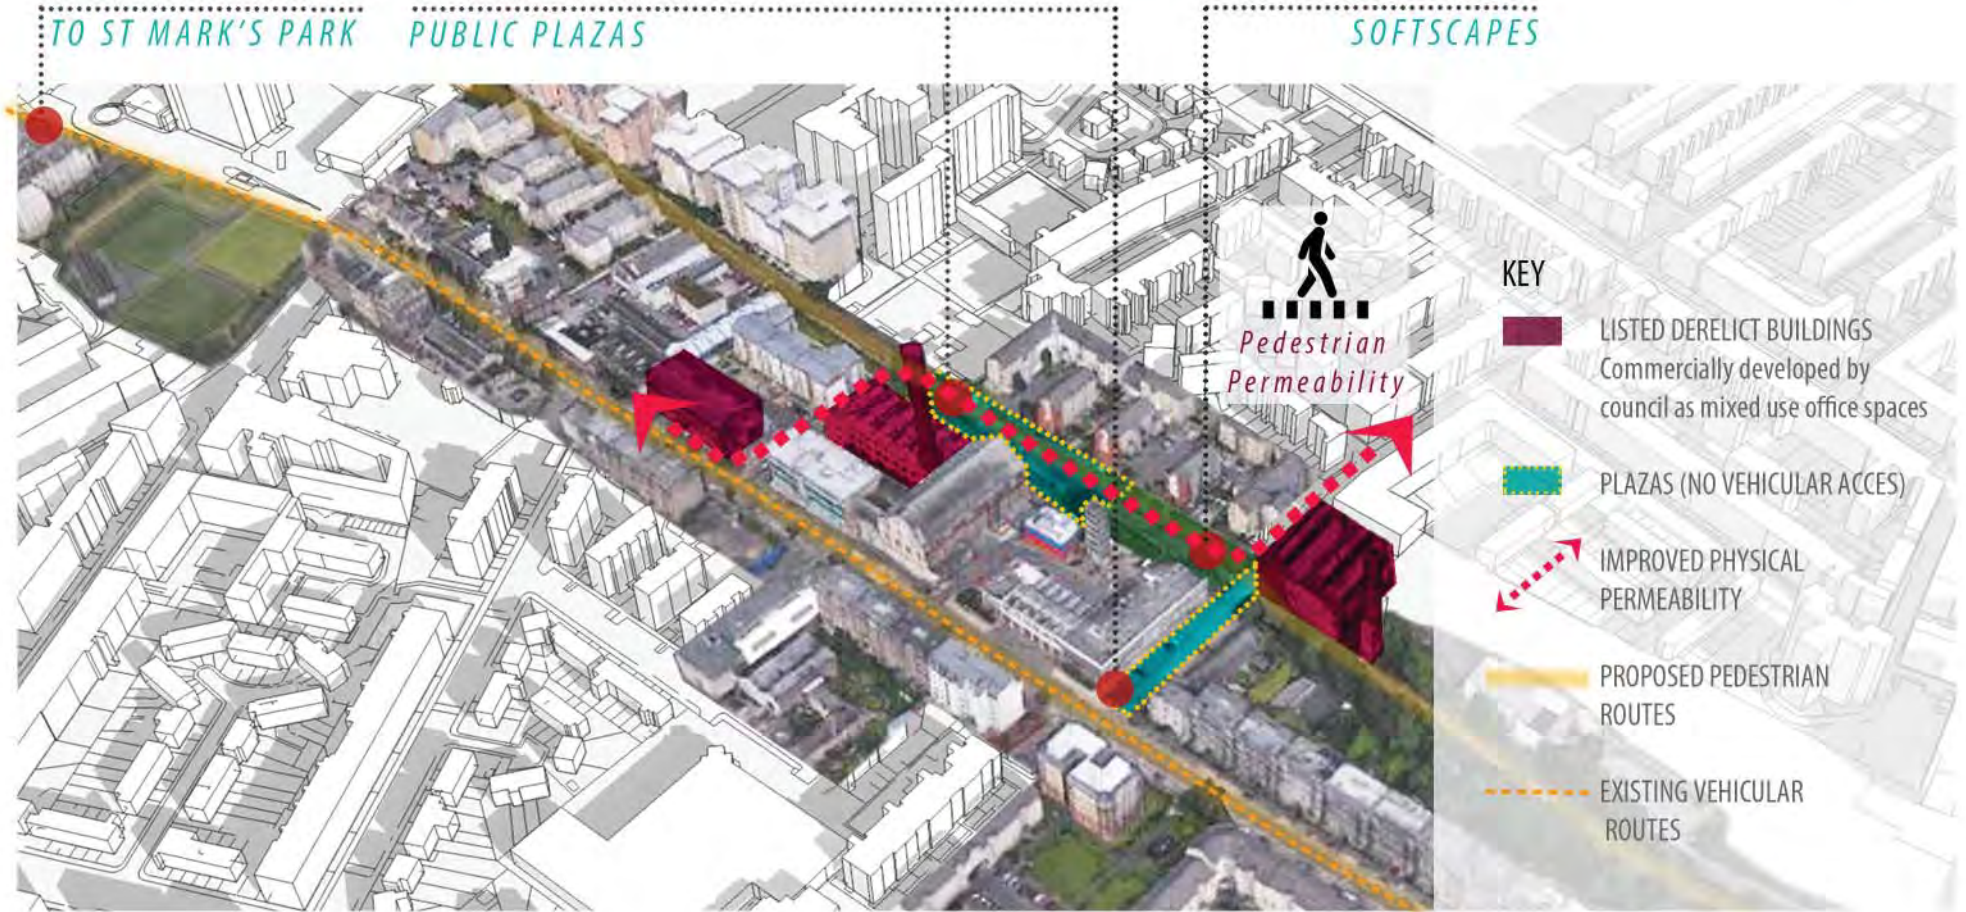 TO ST MARK'S PARK
PUBLIC PLAZAS
SOFTSCAPES
Pedestrian
Permeability
KEY
LISTED DERELICT BUILDINGS
Commercially developed by
council as mixed use office spaces
PLAZAS (NO VEHICULAR ACCES)
IMPROVED PHYSICAL
PERMEABILITY
PROPOSED PEDESTRIAN
ROUTES
EXISTING VEHICULAR
ROUTES